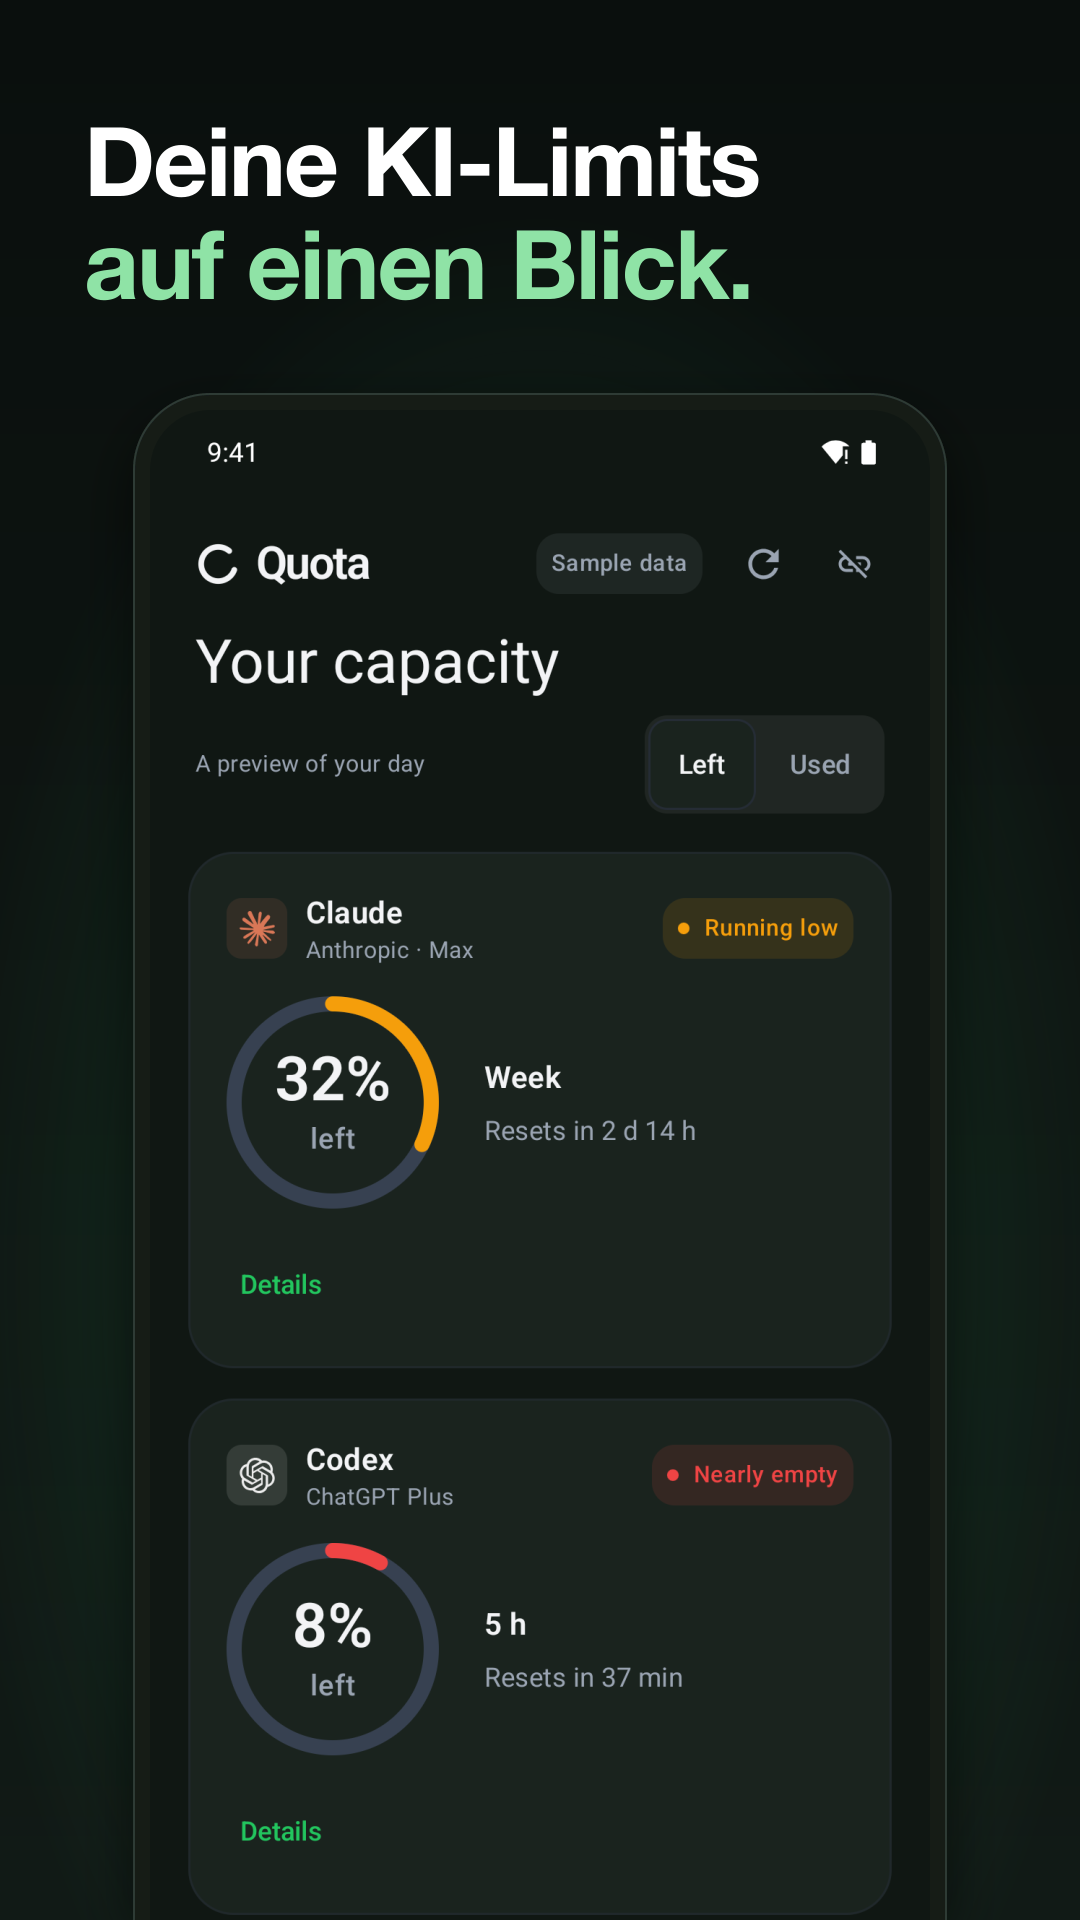 Deine KI-Limits
auf einen Blick.
9:41
Quota
Sample data
Your capacity
A preview of your day
Left
Used
Claude
Anthropic · Max
Running low
32%
left
Week
Resets in 2 d 14 h
Details
Codex
ChatGPT Plus
Nearly empty
8%
left
5 h
Resets in 37 min
Details